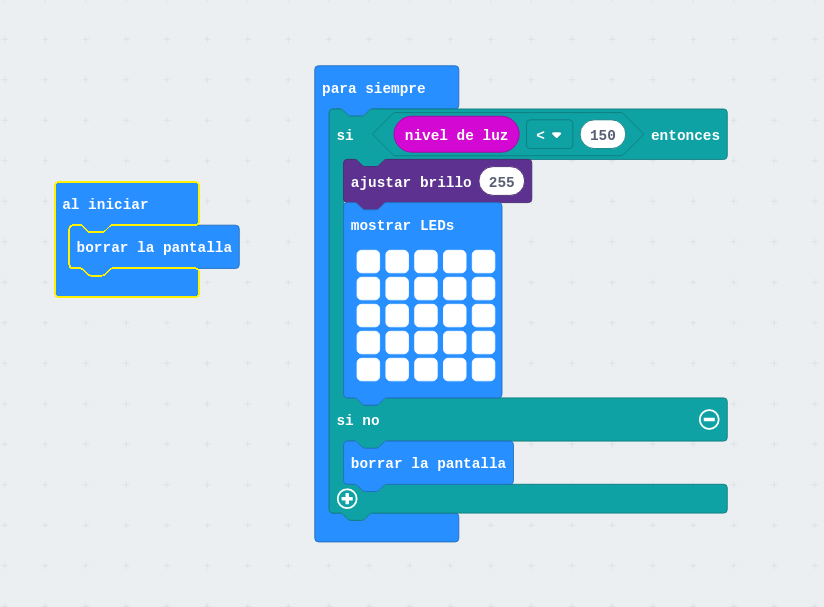 para siempre
si nivel de luz < 150 entonces
ajustar brillo 255
al iniciar
mostrar LEDs
borrar la pantalla
si no
borrar la pantalla